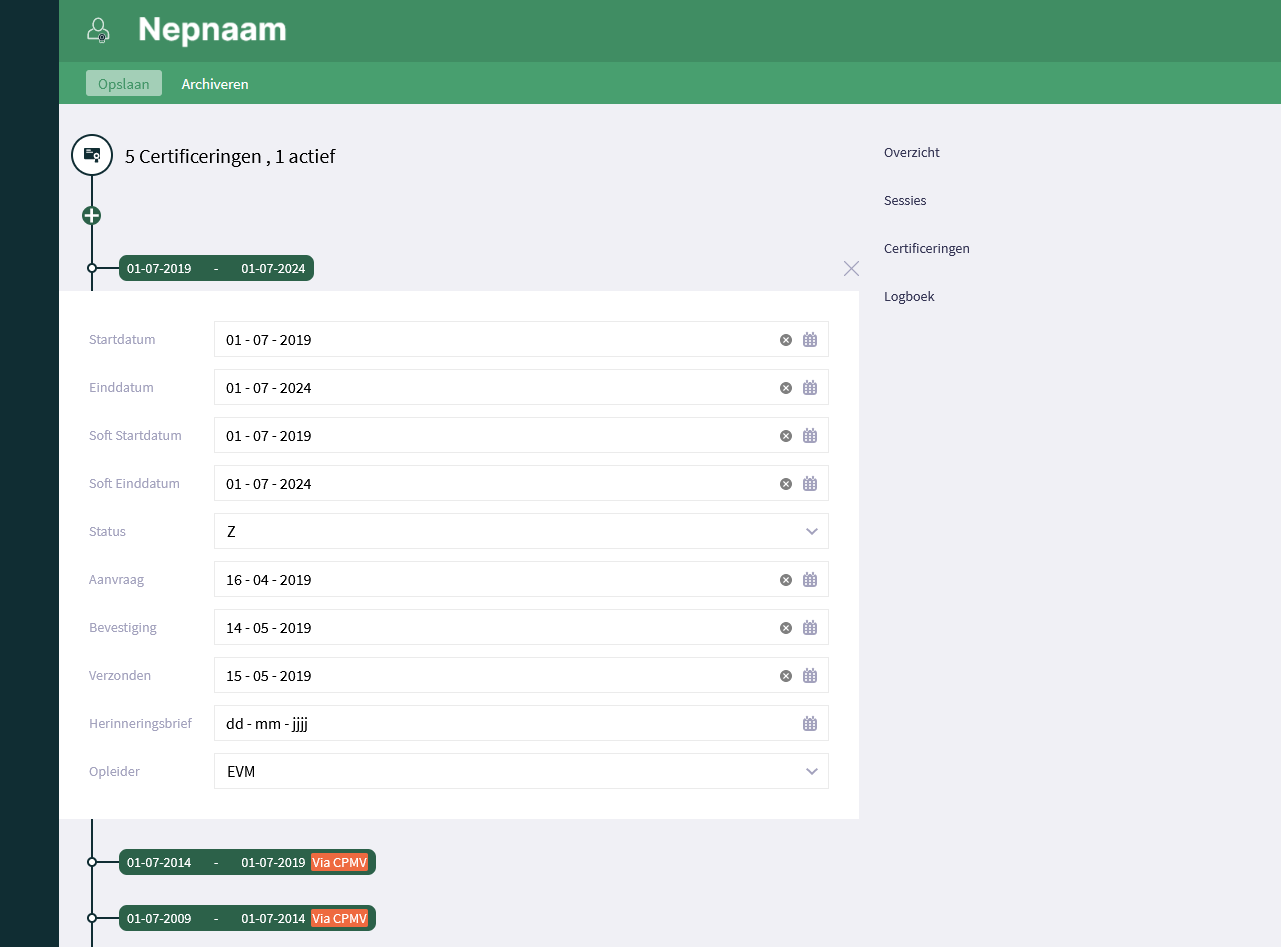 Nepnaam
Opslaan Archiveren
5 Certificeringen , 1 actief
Overzicht
Sessies
Certificeringen
Logboek
01-07-2019 - 01-07-2024
Startdatum 01 - 07 - 2019
Einddatum 01 - 07 - 2024
Soft Startdatum 01 - 07 - 2019
Soft Einddatum 01 - 07 - 2024
Status Z
Aanvraag 16 - 04 - 2019
Bevestiging 14 - 05 - 2019
Verzonden 15 - 05 - 2019
Herinneringsbrief dd - mm - jjjj
Opleider EVM
01-07-2014 - 01-07-2019 Via CPMV
01-07-2009 - 01-07-2014 Via CPMV